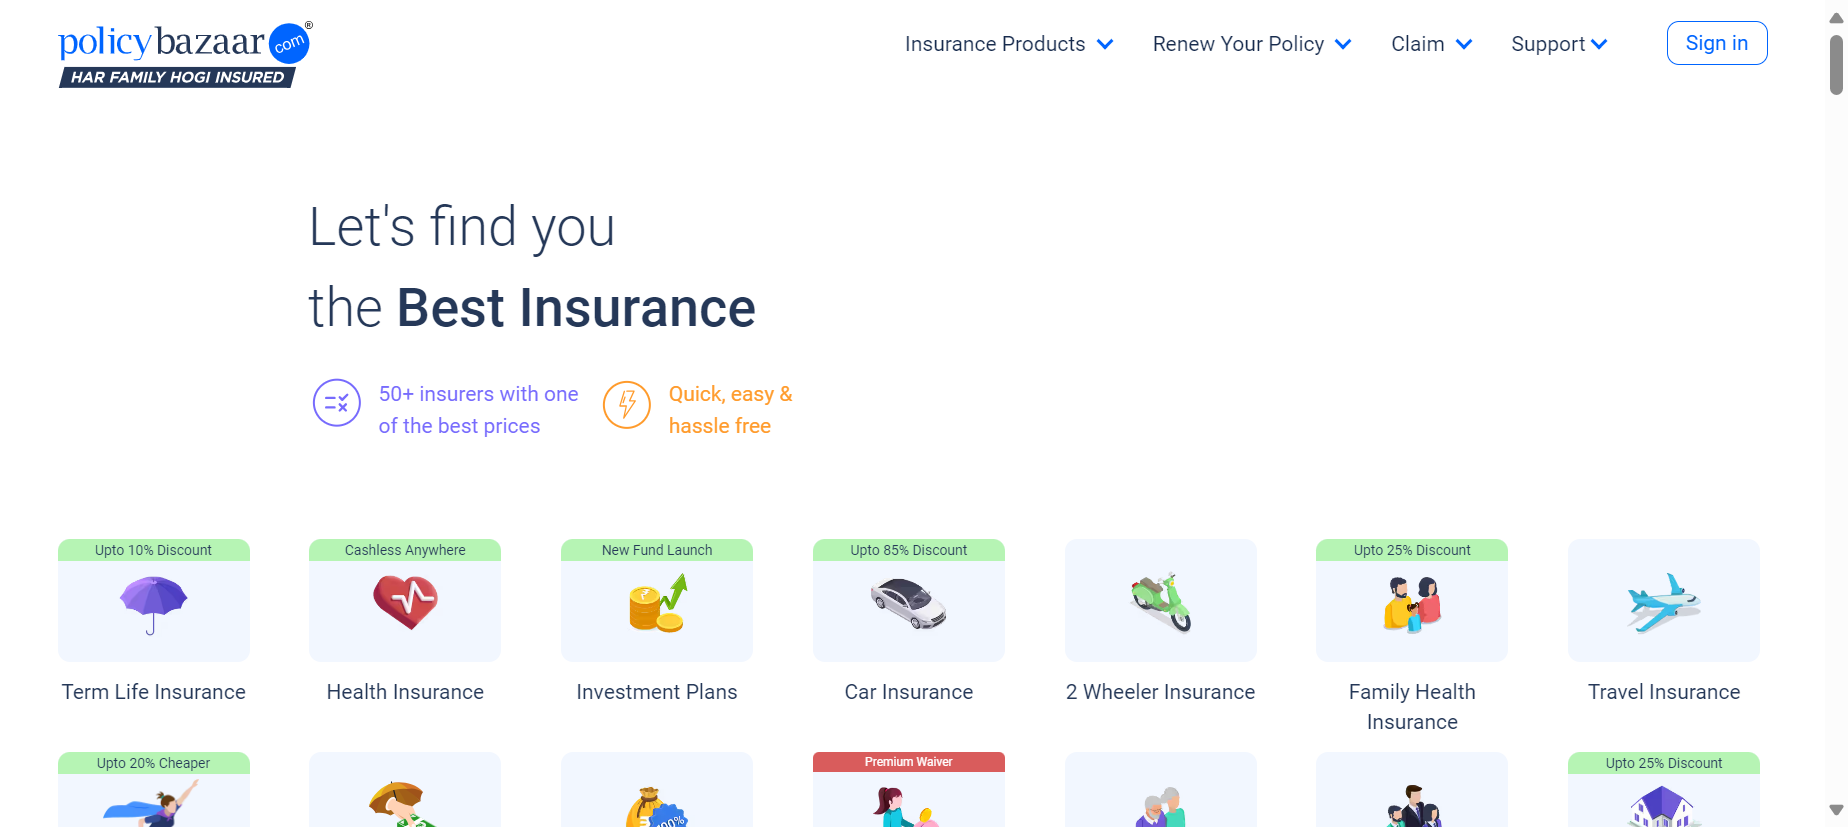 policybazaar com ®
HAR FAMILY HOGI INSURED
Insurance Products
Renew Your Policy
Claim
Support
Sign in
Let's find you
the Best Insurance
50+ insurers with one
of the best prices
Quick, easy &
hassle free
Upto 10% Discount
Term Life Insurance
Cashless Anywhere
Health Insurance
New Fund Launch
₹
Investment Plans
Upto 85% Discount
Car Insurance
2 Wheeler Insurance
Upto 25% Discount
Family Health
Insurance
Travel Insurance
Upto 20% Cheaper
100%
Premium Waiver
Upto 25% Discount